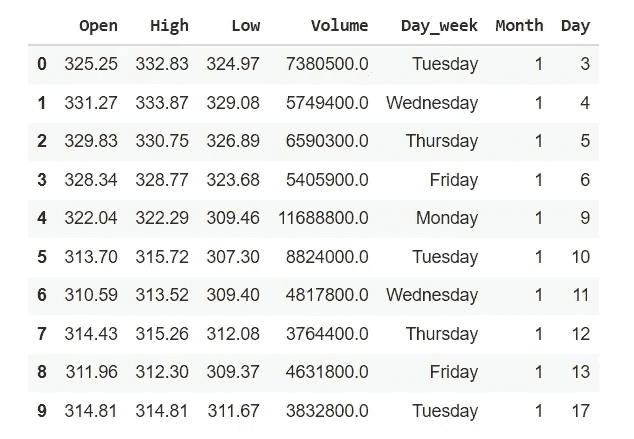 Open High Low Volume Day_week Month Day
0 325.25 332.83 324.97 7380500.0 Tuesday 1 3
1 331.27 333.87 329.08 5749400.0 Wednesday 1 4
2 329.83 330.75 326.89 6590300.0 Thursday 1 5
3 328.34 328.77 323.68 5405900.0 Friday 1 6
4 322.04 322.29 309.46 11688800.0 Monday 1 9
5 313.70 315.72 307.30 8824000.0 Tuesday 1 10
6 310.59 313.52 309.40 4817800.0 Wednesday 1 11
7 314.43 315.26 312.08 3764400.0 Thursday 1 12
8 311.96 312.30 309.37 4631800.0 Friday 1 13
9 314.81 314.81 311.67 3832800.0 Tuesday 1 17